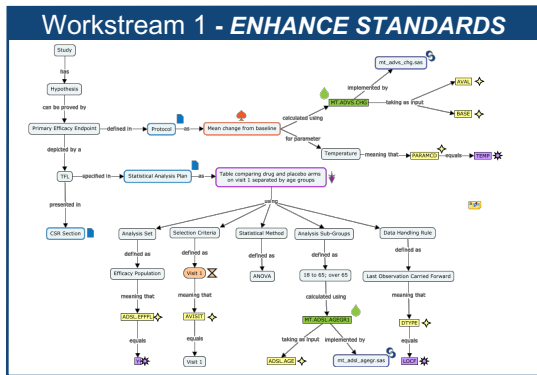 Workstream 1 - ENHANCE STANDARDS
Study
has
Hypothesis
can be proved by
Primary Efficacy Endpoint
defined in
Protocol
as
Mean change from baseline
calculated using
MT.ADVS.CHG
implemented by
mt_advs_chg.sas
taking as input
AVAL
BASE
for parameter
Temperature
meaning that
PARAMCD
equals
TEMP
depicted by a
TFL
specified in
Statistical Analysis Plan
as
Table comparing drug and placebo arms
on visit 1 separated by age groups
presented in
CSR Section
using
Analysis Set
defined as
Efficacy Population
meaning that
ADSL.EFFFL
equals
Selection Criteria
defined as
Visit 1
meaning that
AVISIT
equals
Visit 1
Statistical Method
defined as
ANOVA
Analysis Sub-Groups
defined as
18 to 65; over 65
calculated using
MT.ADSL.AGEGR1
taking as input
ADSL.AGE
implemented by
mt_adsl_agegr.sas
Data Handling Rule
defined as
Last Observation Carried Forward
meaning that
DTYPE
equals
LOCF